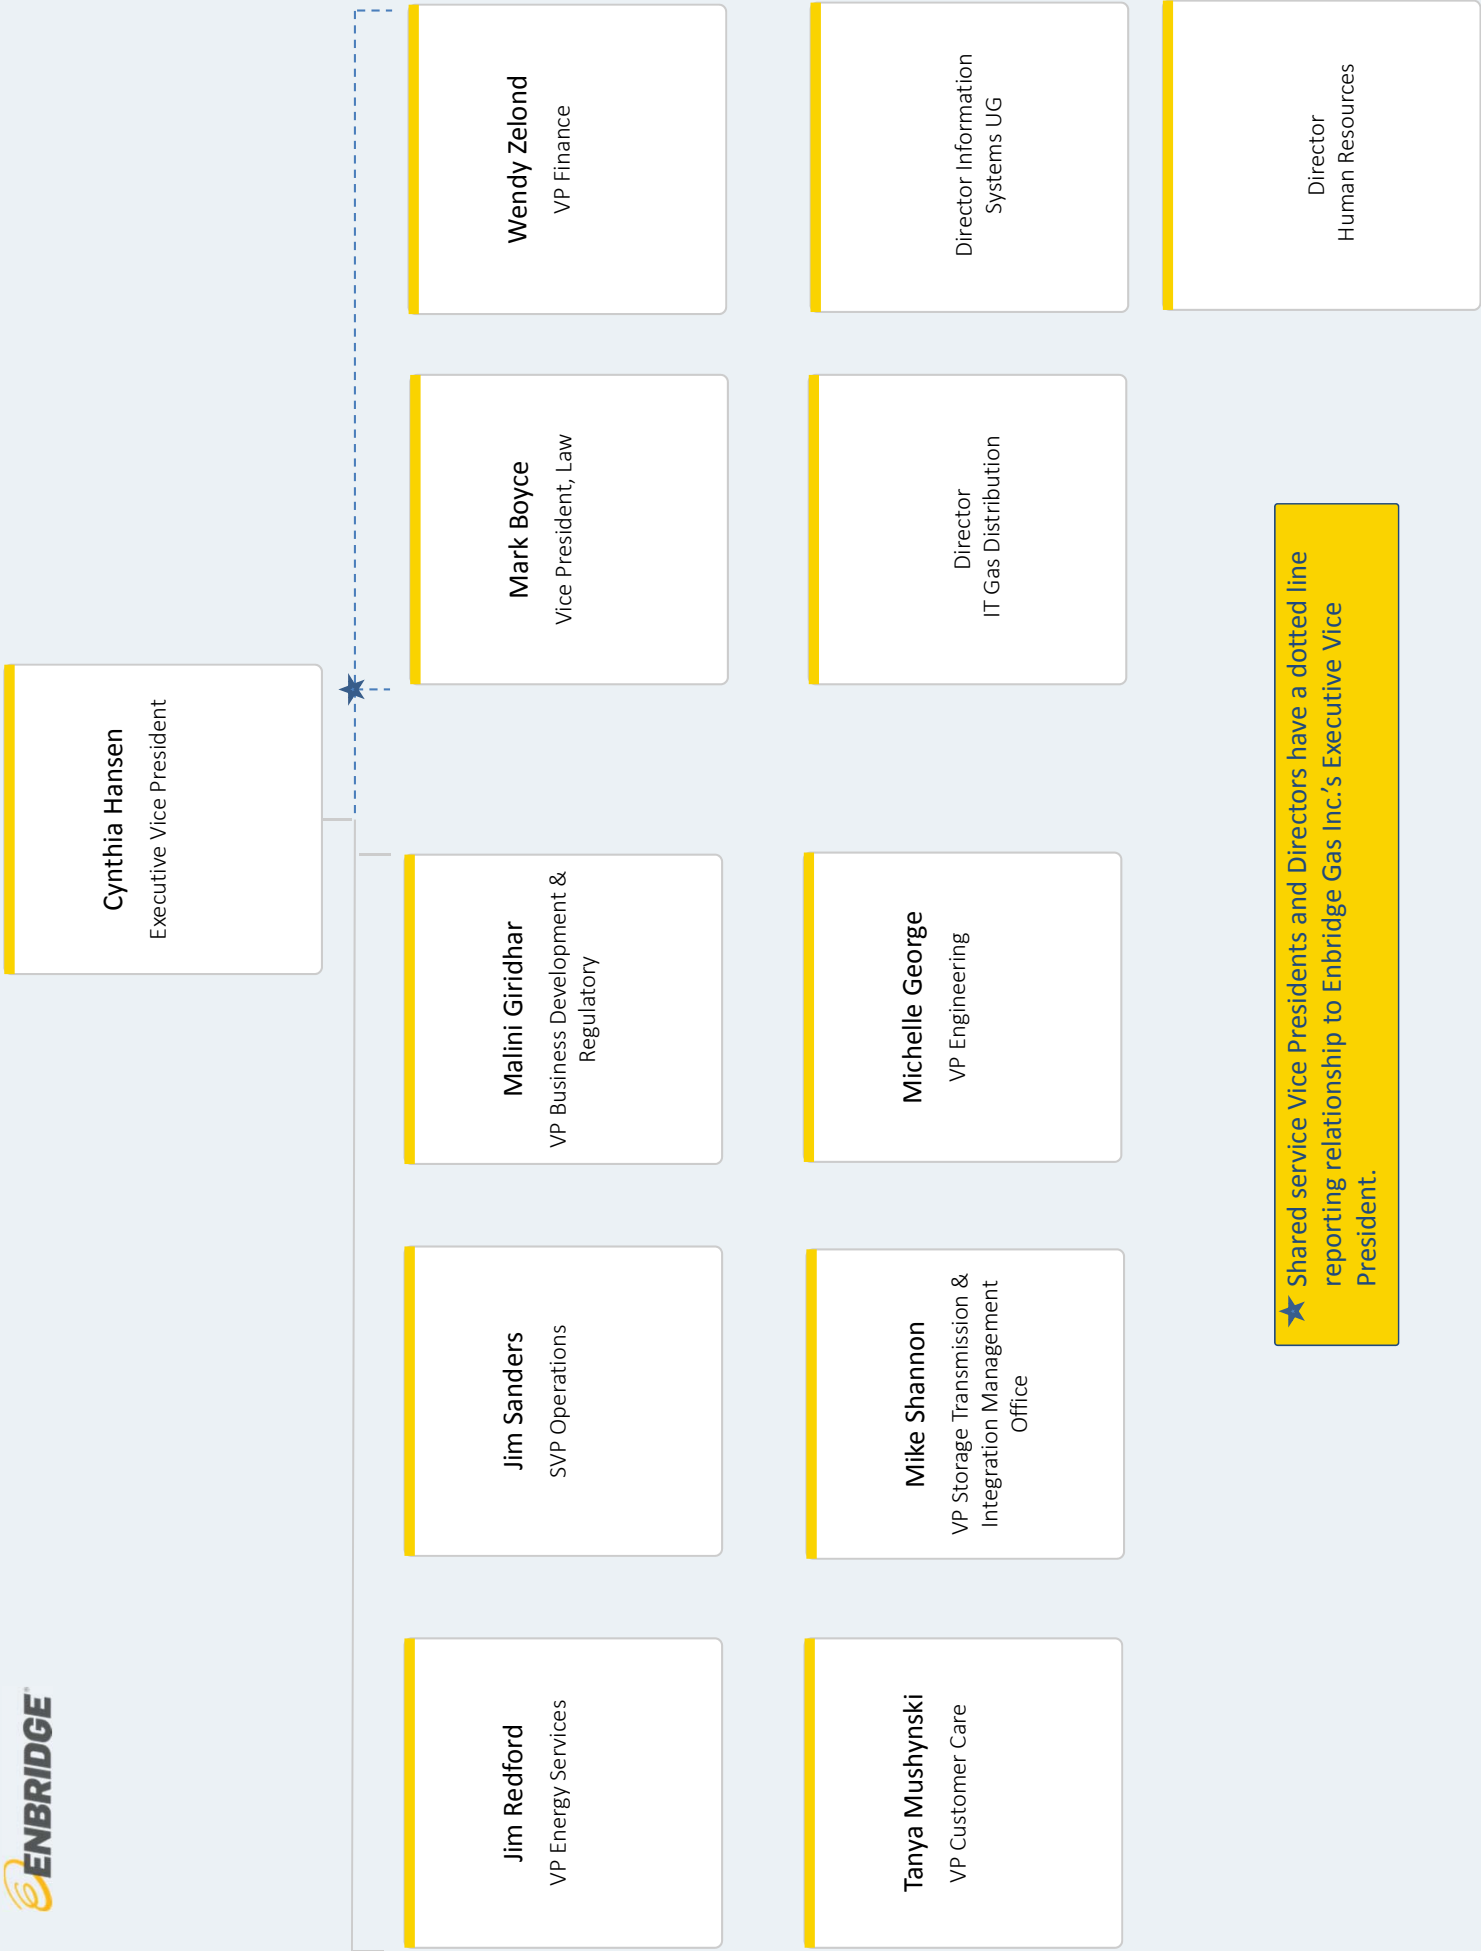 ENBRIDGE®
Cynthia Hansen
Executive Vice President
Jim Redford
VP Energy Services
Jim Sanders
SVP Operations
Malini Giridhar
VP Business Development &
Regulatory
Mark Boyce
Vice President, Law
Wendy Zelond
VP Finance
Tanya Mushynski
VP Customer Care
Mike Shannon
VP Storage Transmission &
Integration Management
Office
Michelle George
VP Engineering
Director
IT Gas Distribution
Director Information
Systems UG
Director
Human Resources
Shared service Vice Presidents and Directors have a dotted line
reporting relationship to Enbridge Gas Inc.’s Executive Vice
President.